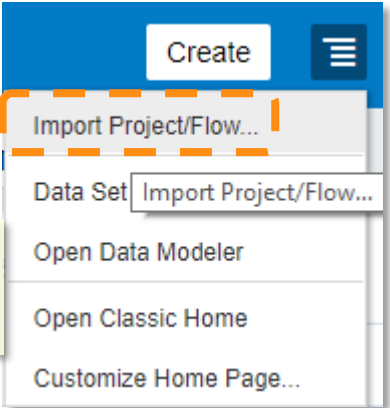 Create
Import Project/Flow...
Data Set
Import Project/Flow...
Open Data Modeler
Open Classic Home
Customize Home Page...